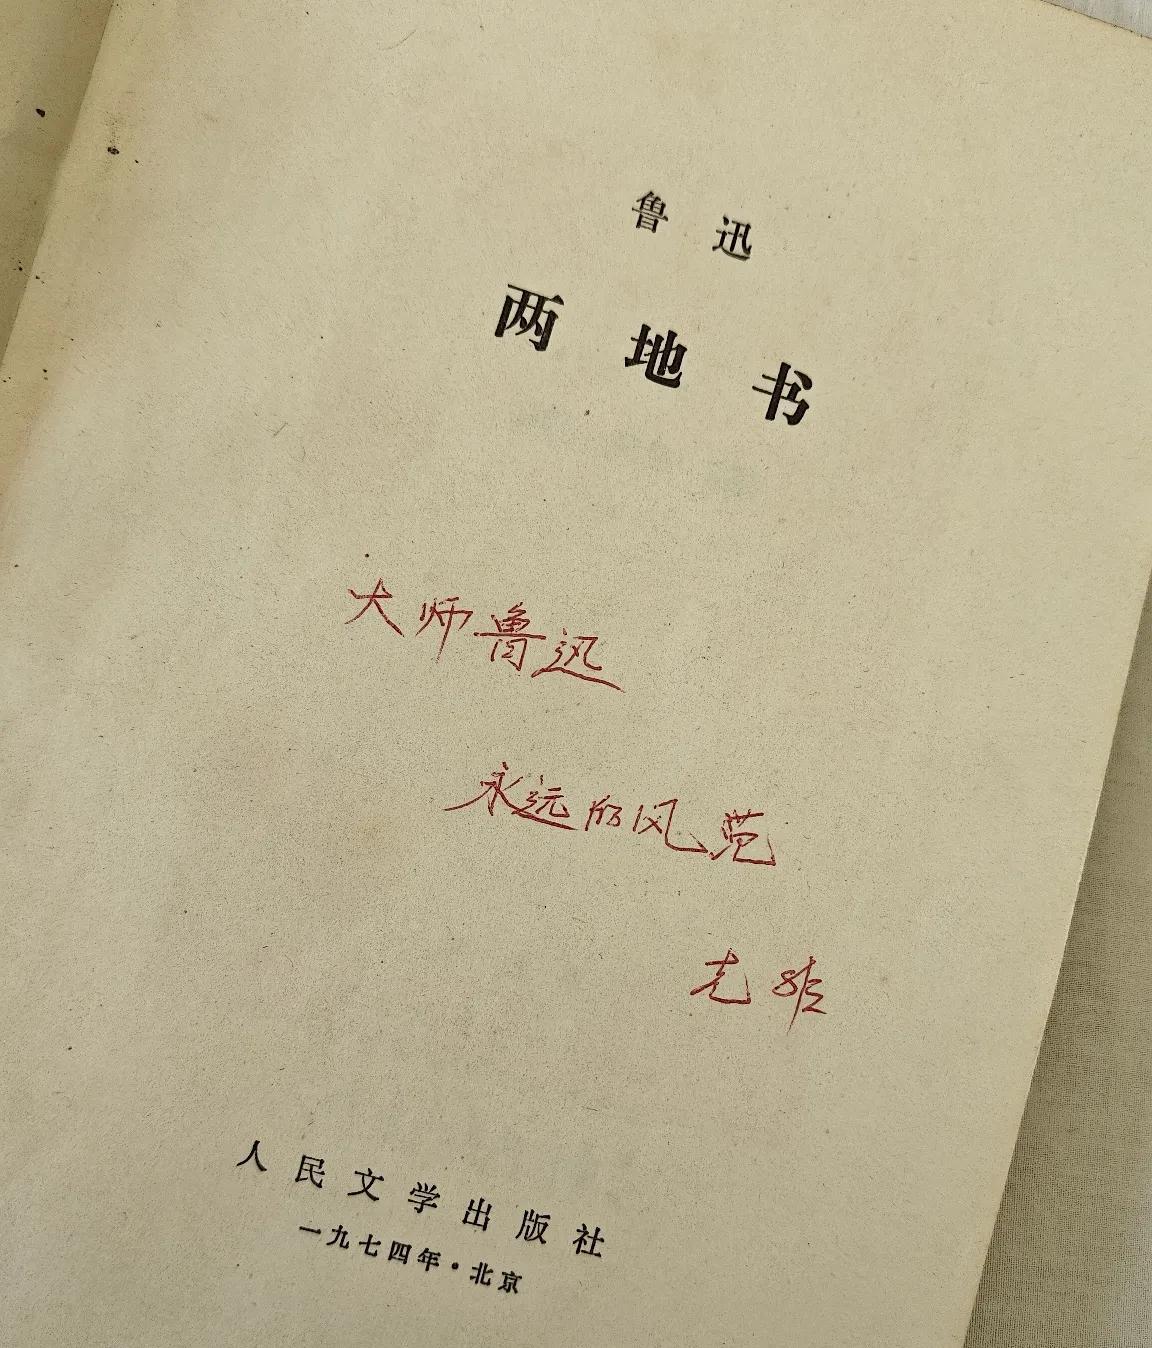 鲁迅
两地书
大师鲁迅
永远的风范
人民文学出版社
一九七四年·北京